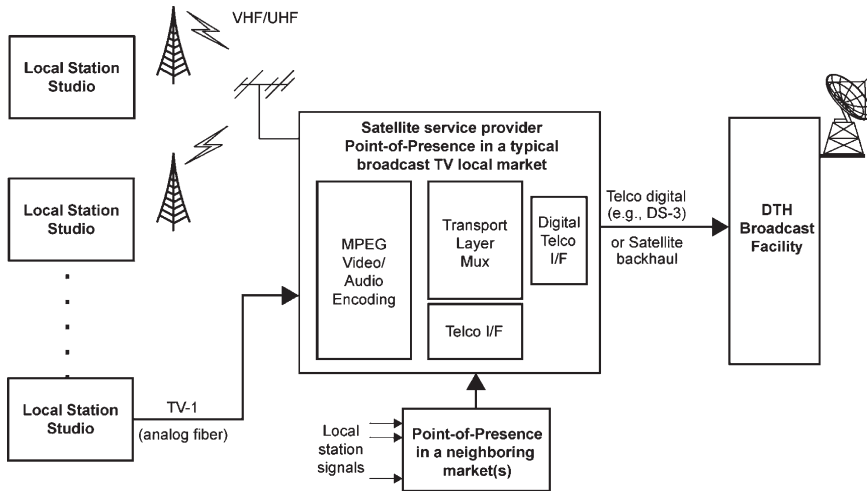 VHF/UHF
Local Station
Studio
Local Station
Studio
Local Station
Studio
TV-1
(analog fiber)
Satellite service provider
Point-of-Presence in a typical
broadcast TV local market
MPEG
Video/
Audio
Encoding
Transport
Layer
Mux
Telco I/F
Digital
Telco
I/F
Telco digital
(e.g., DS-3)
or Satellite
backhaul
DTH
Broadcast
Facility
Local
station
signals
Point-of-Presence
in a neighboring
market(s)